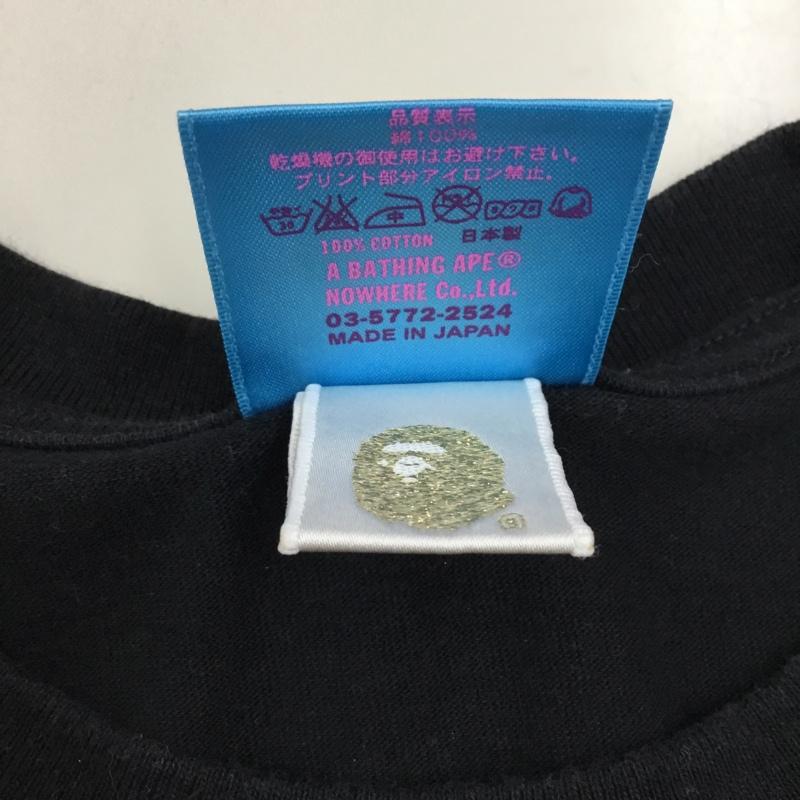 品質表示
綿100%
乾燥機の御使用はお避け下さい。
プリント部分アイロン禁止。
30 中
100% COTTON 日本製
A BATHING APE®
NOWHERE Co.,Ltd.
03-5772-2524
MADE IN JAPAN
®